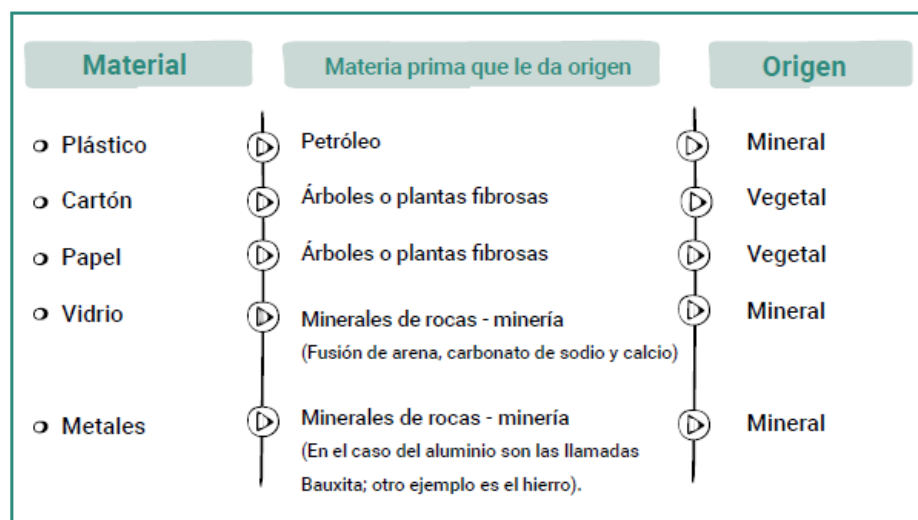 Material Materia prima que le da origen Origen
Plástico Petróleo Mineral
Cartón Árboles o plantas fibrosas Vegetal
Papel Árboles o plantas fibrosas Vegetal
Vidrio Minerales de rocas - minería Mineral
(Fusión de arena, carbonato de sodio y calcio)
Metales Minerales de rocas - minería Mineral
(En el caso del aluminio son las llamadas
Bauxita; otro ejemplo es el hierro).